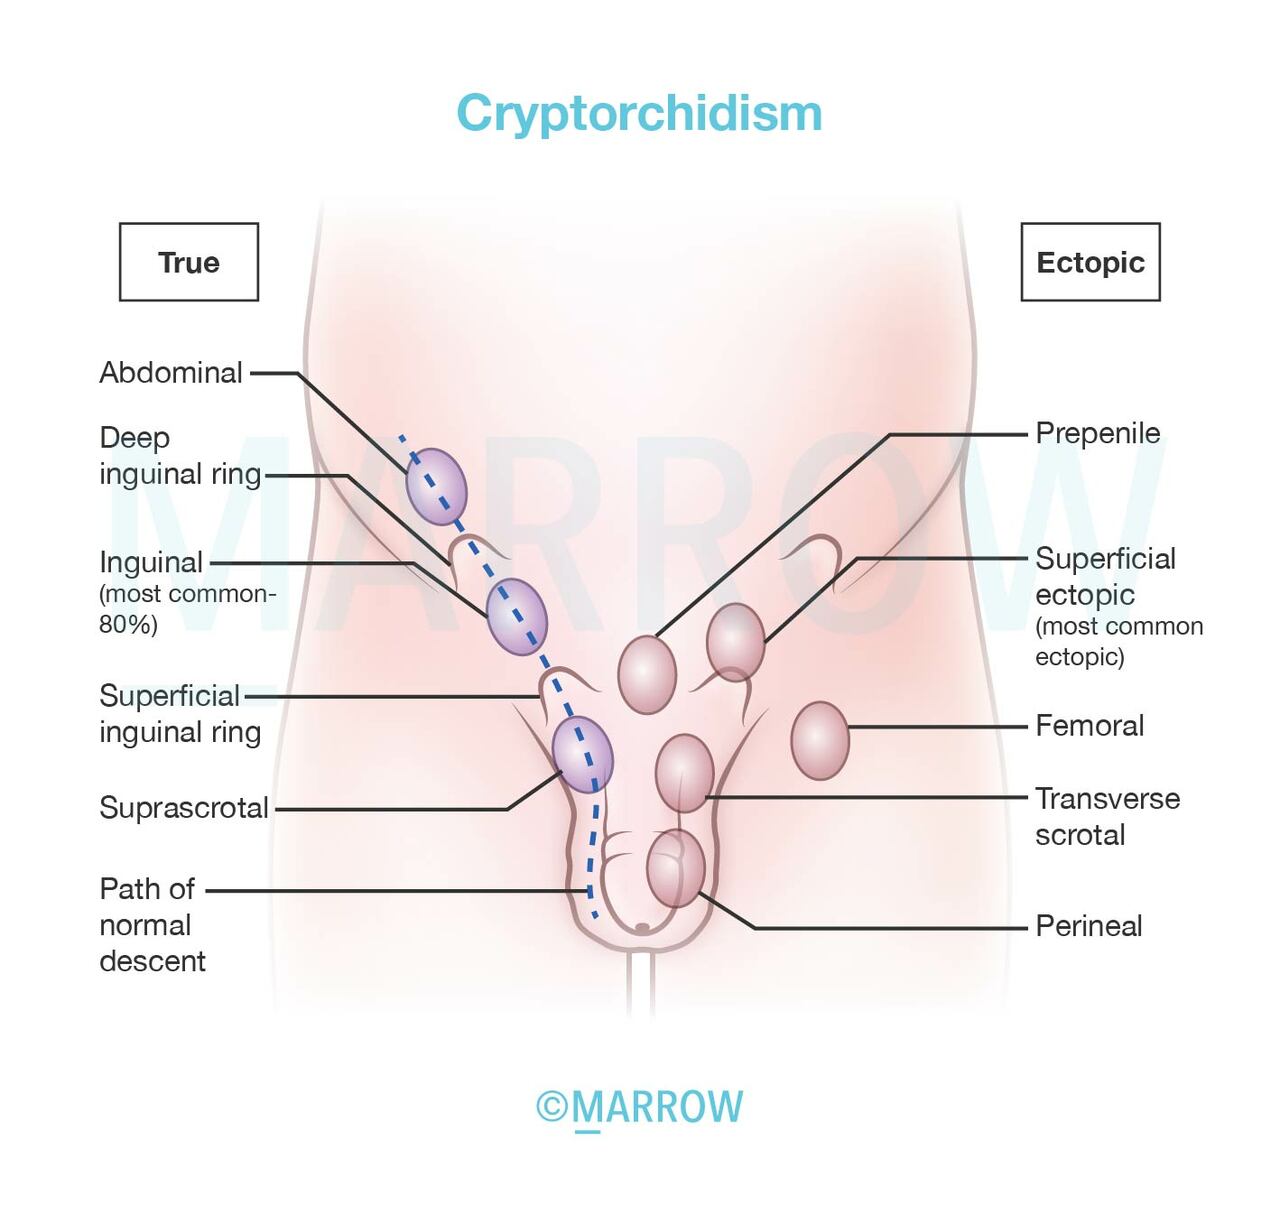 Cryptorchidism
True
Abdominal
Deep
inguinal ring
Inguinal
(most common-
80%)
Superficial
inguinal ring
Suprascrotal
Path of
normal
descent
Ectopic
Prepenile
Superficial
ectopic
(most common
ectopic)
Femoral
Transverse
scrotal
Perineal
MARROW
©MARROW